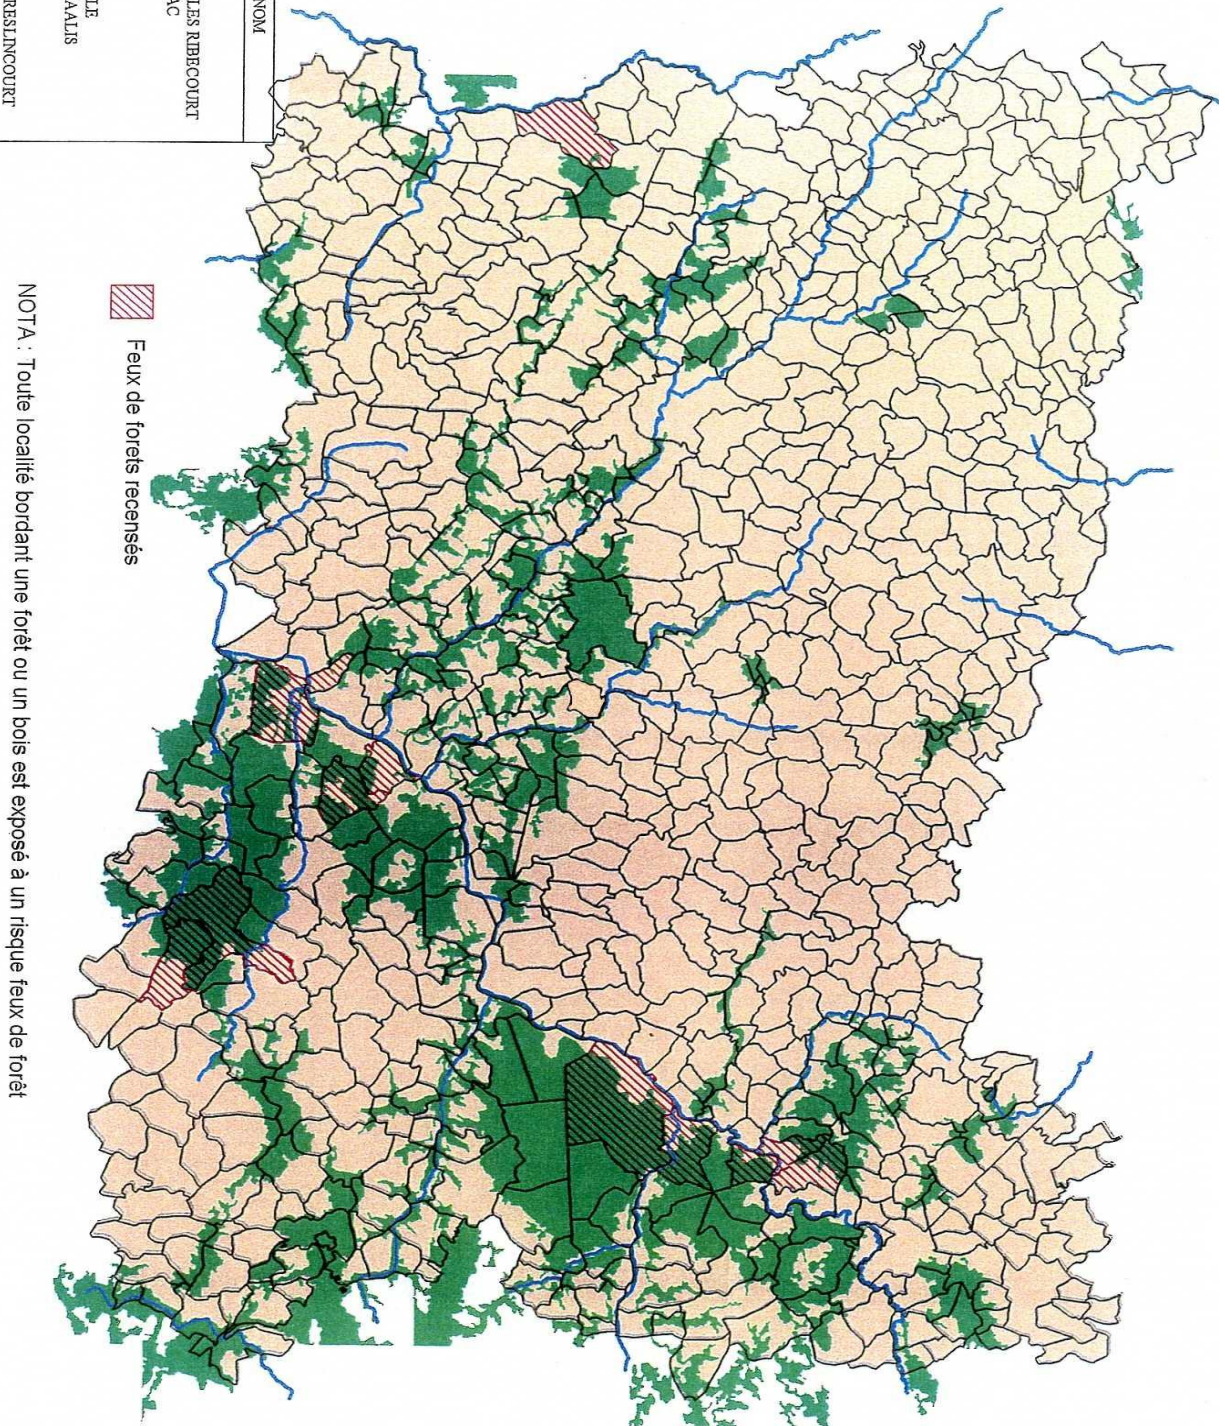 NOM
LES RIBECOURT
AC
LE
AALIS
RESLINCOURT
Feux de forets recensés
NOTA : Toute localité bordant une forêt ou un bois est exposé à un risque feux de forêt